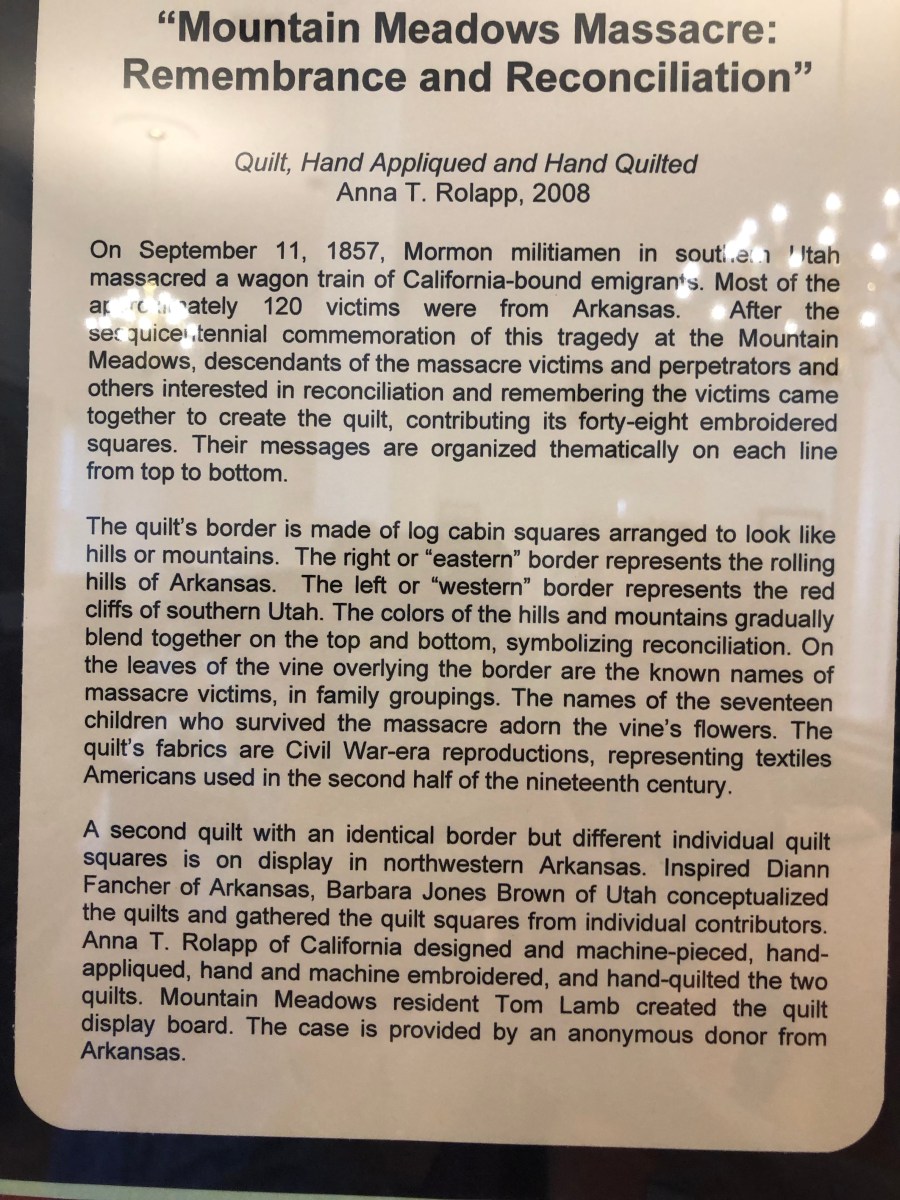 “Mountain Meadows Massacre:
Remembrance and Reconciliation”
Quilt, Hand Appliqued and Hand Quilted
Anna T. Rolapp, 2008
On September 11, 1857, Mormon militiamen in southern Utah
massacred a wagon train of California-bound emigrants. Most of the
approximately 120 victims were from Arkansas. After the
sesquicentennial commemoration of this tragedy at the Mountain
Meadows, descendants of the massacre victims and perpetrators and
others interested in reconciliation and remembering the victims came
together to create the quilt, contributing its forty-eight embroidered
squares. Their messages are organized thematically on each line
from top to bottom.
The quilt’s border is made of log cabin squares arranged to look like
hills or mountains. The right or “eastern” border represents the rolling
hills of Arkansas. The left or “western” border represents the red
cliffs of southern Utah. The colors of the hills and mountains gradually
blend together on the top and bottom, symbolizing reconciliation. On
the leaves of the vine overlying the border are the known names of
massacre victims, in family groupings. The names of the seventeen
children who survived the massacre adorn the vine’s flowers. The
quilt’s fabrics are Civil War-era reproductions, representing textiles
Americans used in the second half of the nineteenth century.
A second quilt with an identical border but different individual quilt
squares is on display in northwestern Arkansas. Inspired Diann
Fancher of Arkansas, Barbara Jones Brown of Utah conceptualized
the quilts and gathered the quilt squares from individual contributors.
Anna T. Rolapp of California designed and machine-pieced, hand-
appliqued, hand and machine embroidered, and hand-quilted the two
quilts. Mountain Meadows resident Tom Lamb created the quilt
display board. The case is provided by an anonymous donor from
Arkansas.